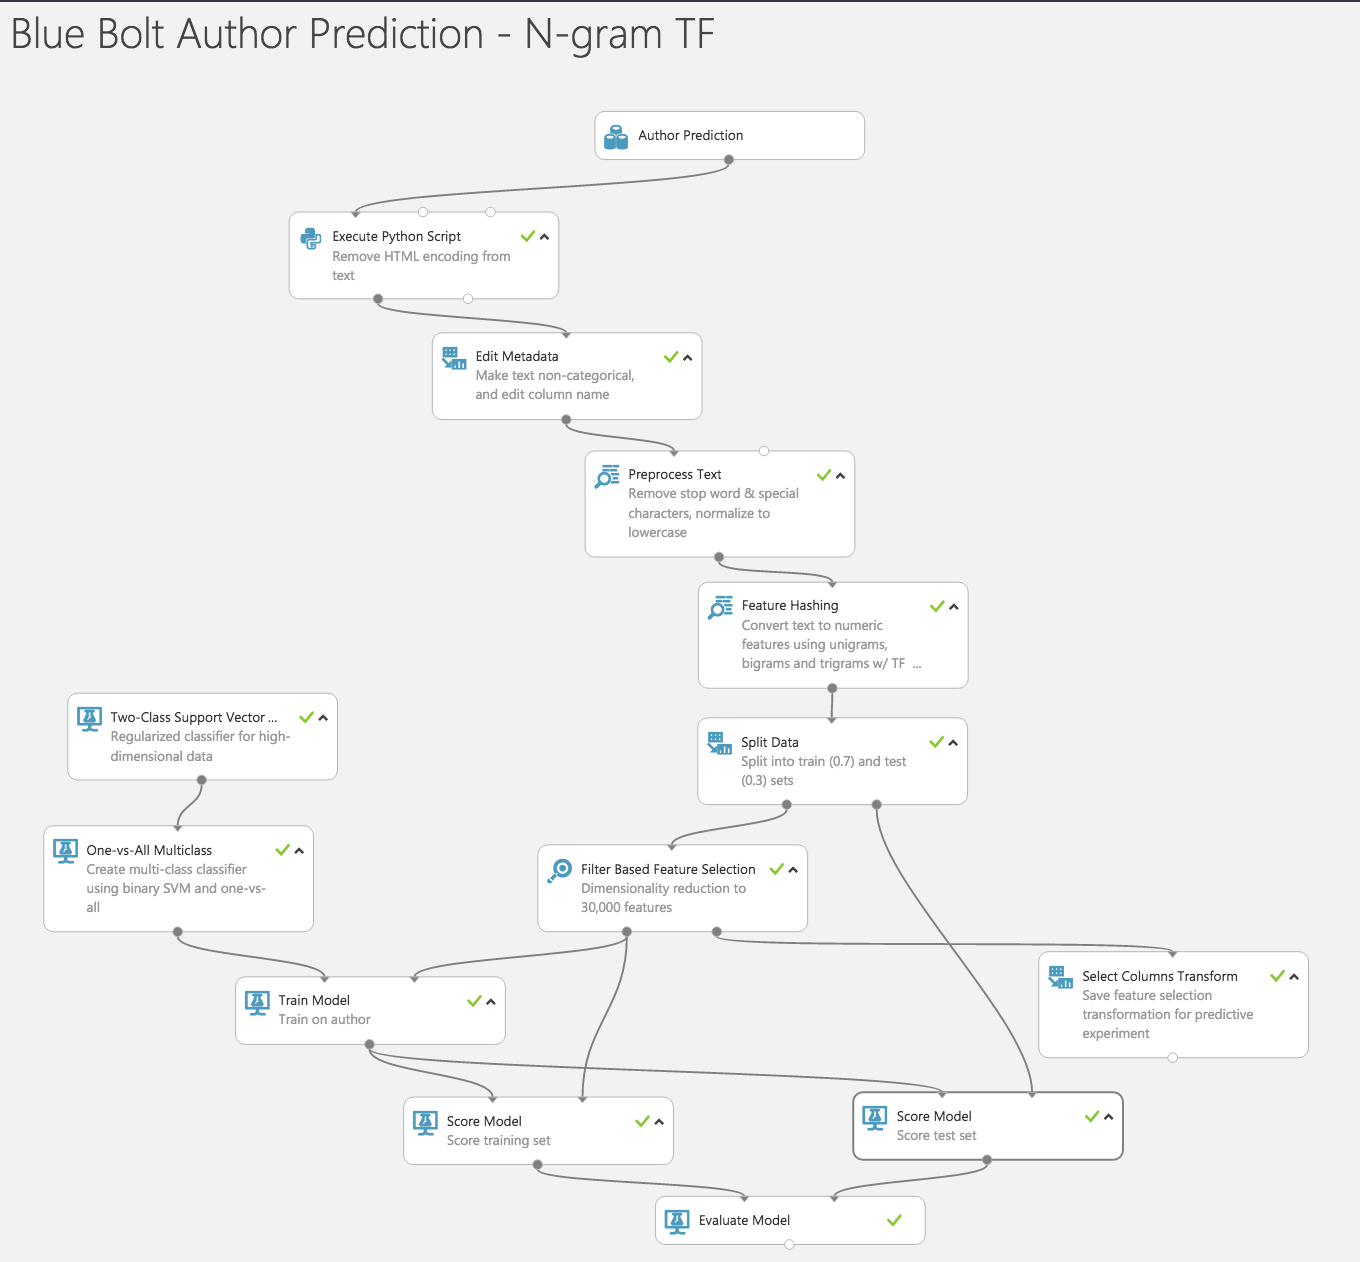 Blue Bolt Author Prediction - N-gram TF
Author Prediction
Execute Python Script
Remove HTML encoding from
text
Edit Metadata
Make text non-categorical,
and edit column name
Preprocess Text
Remove stop word & special
characters, normalize to
lowercase
Feature Hashing
Convert text to numeric
features using unigrams,
bigrams and trigrams w/ TF ...
Two-Class Support Vector ...
Regularized classifier for high-
dimensional data
Split Data
Split into train (0.7) and test
(0.3) sets
One-vs-All Multiclass
Create multi-class classifier
using binary SVM and one-vs-
all
Filter Based Feature Selection
Dimensionality reduction to
30,000 features
Select Columns Transform
Save feature selection
transformation for predictive
experiment
Train Model
Train on author
Score Model
Score training set
Score Model
Score test set
Evaluate Model